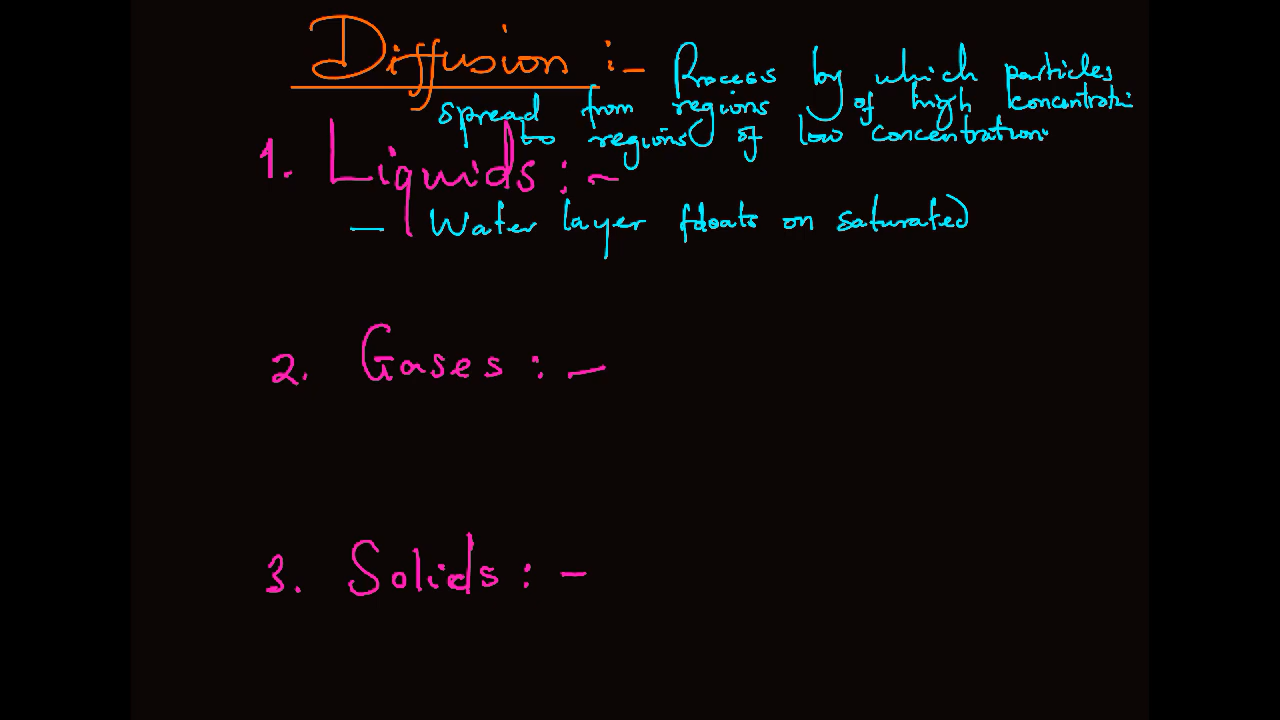 Diffusion :- Process by which particles
spread from regions of high concentrati
to regions of low concentration.
1. Liquids : -
- Water layer floats on saturated
2. Gases : -
3. Solids : -